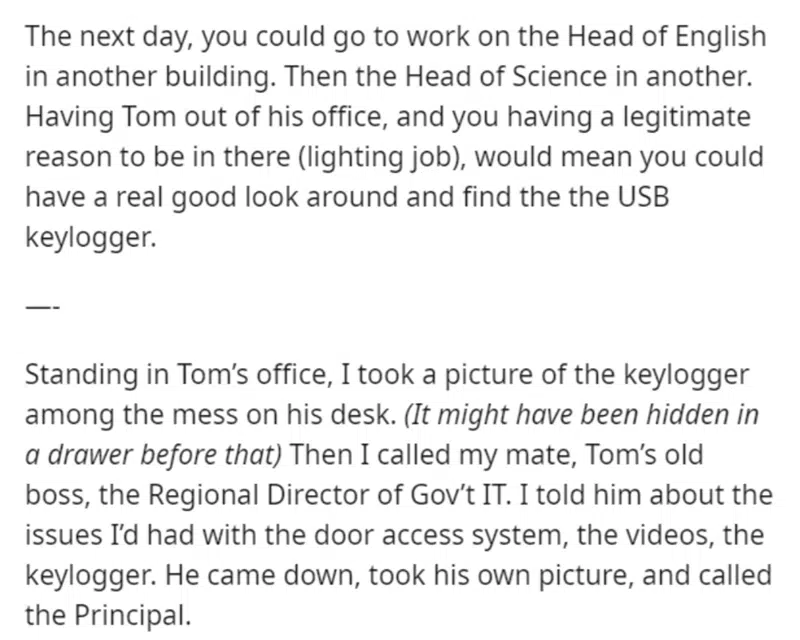 The next day, you could go to work on the Head of English
in another building. Then the Head of Science in another.
Having Tom out of his office, and you having a legitimate
reason to be in there (lighting job), would mean you could
have a real good look around and find the the USB
keylogger.
—-
Standing in Tom’s office, I took a picture of the keylogger
among the mess on his desk. (It might have been hidden in
a drawer before that) Then I called my mate, Tom’s old
boss, the Regional Director of Gov’t IT. I told him about the
issues I’d had with the door access system, the videos, the
keylogger. He came down, took his own picture, and called
the Principal.